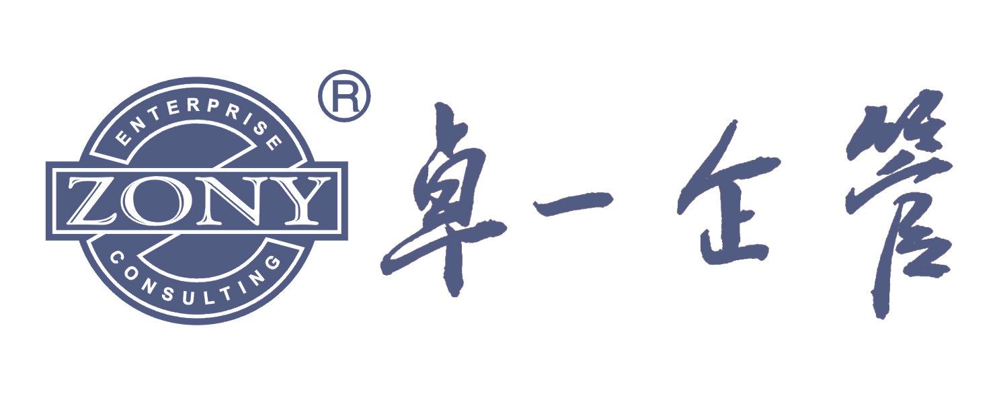 ENTERPRISE
®
ZONY
卓一企管
CONSULTING